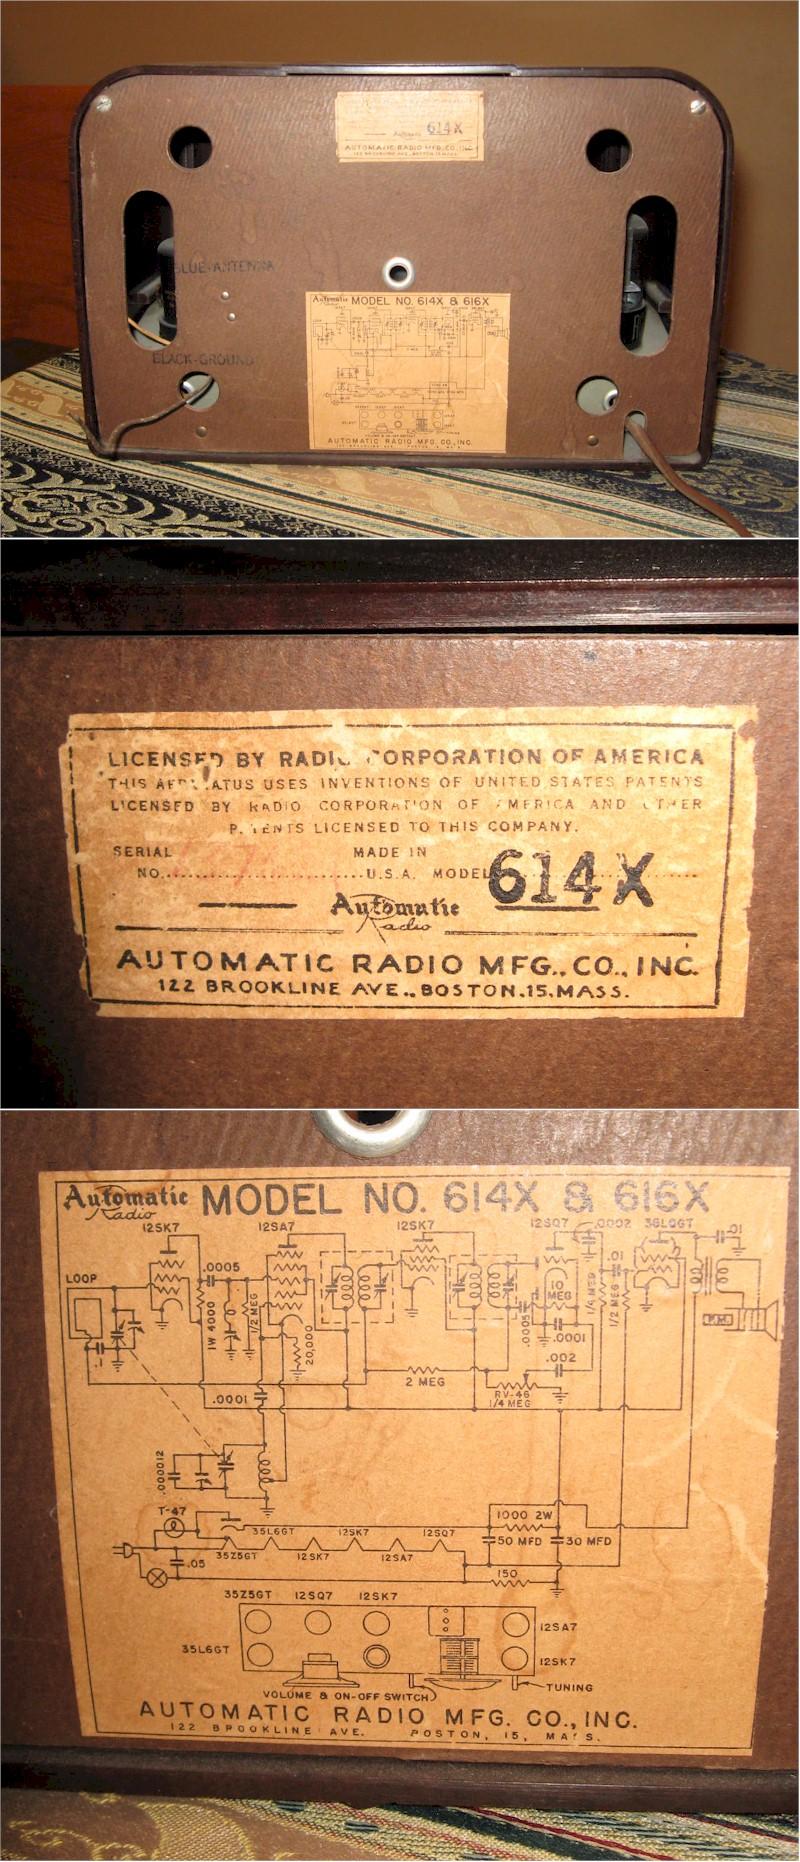 614X
AUTOMATIC RADIO MFG. CO., INC.
BLUE-ANTENNA
BLACK-GROUND
Automatic MODEL NO. 614X & 616X
AUTOMATIC RADIO MFG. CO., INC.
LICENSED BY RADIO CORPORATION OF AMERICA
THIS APPARATUS USES INVENTIONS OF UNITED STATES PATENTS
LICENSED BY RADIO CORPORATION OF AMERICA AND OTHER
PATENTS LICENSED TO THIS COMPANY.
SERIAL MADE IN
NO. U.S.A. MODEL 614X
Automatic
Radio
AUTOMATIC RADIO MFG., CO., INC.
122 BROOKLINE AVE., BOSTON, 15, MASS.
Automatic Radio MODEL NO. 614X & 616X
12SK7 12SA7 12SK7 12SQ7 .0002 36L6GT .01
LOOP .0005 .01
1W 4000 1/2 MEG 10 MEG 1/4 MEG 1/2 MEG P.M.
.1 20,000 .0005 .0001
.002
2 MEG
.0001 RV-46
1/4 MEG
.000012
T-47 1000 2W
35L6GT 12SK7 12SQ7 50 MFD 30 MFD
35Z5GT 12SK7 12SA7
.05 150
35Z5GT 12SQ7 12SK7
12SA7
35L6GT 12SK7
TUNING
VOLUME & ON-OFF SWITCH
AUTOMATIC RADIO MFG. CO., INC.
122 BROOKLINE AVE. BOSTON, 15, MASS.